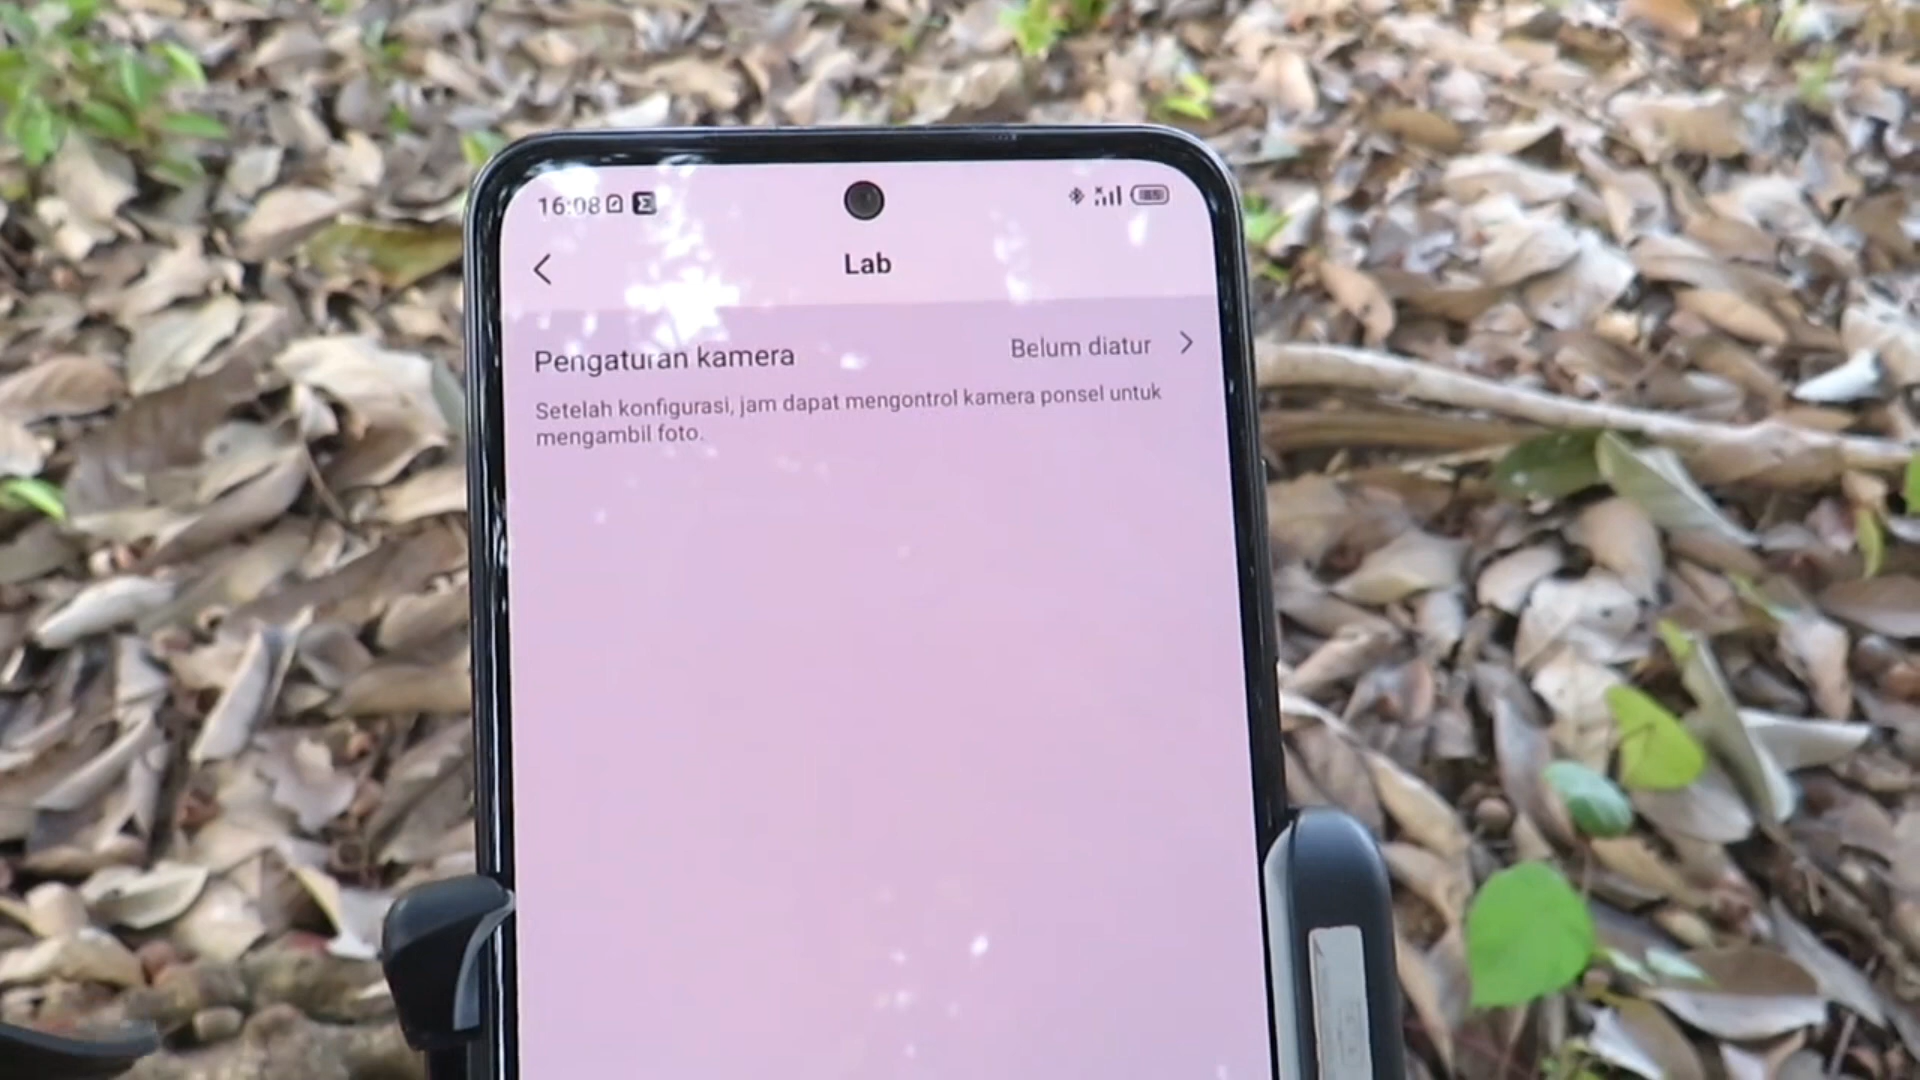 16:08
Lab
Pengaturan kamera
Belum diatur
Setelah konfigurasi, jam dapat mengontrol kamera ponsel untuk
mengambil foto.